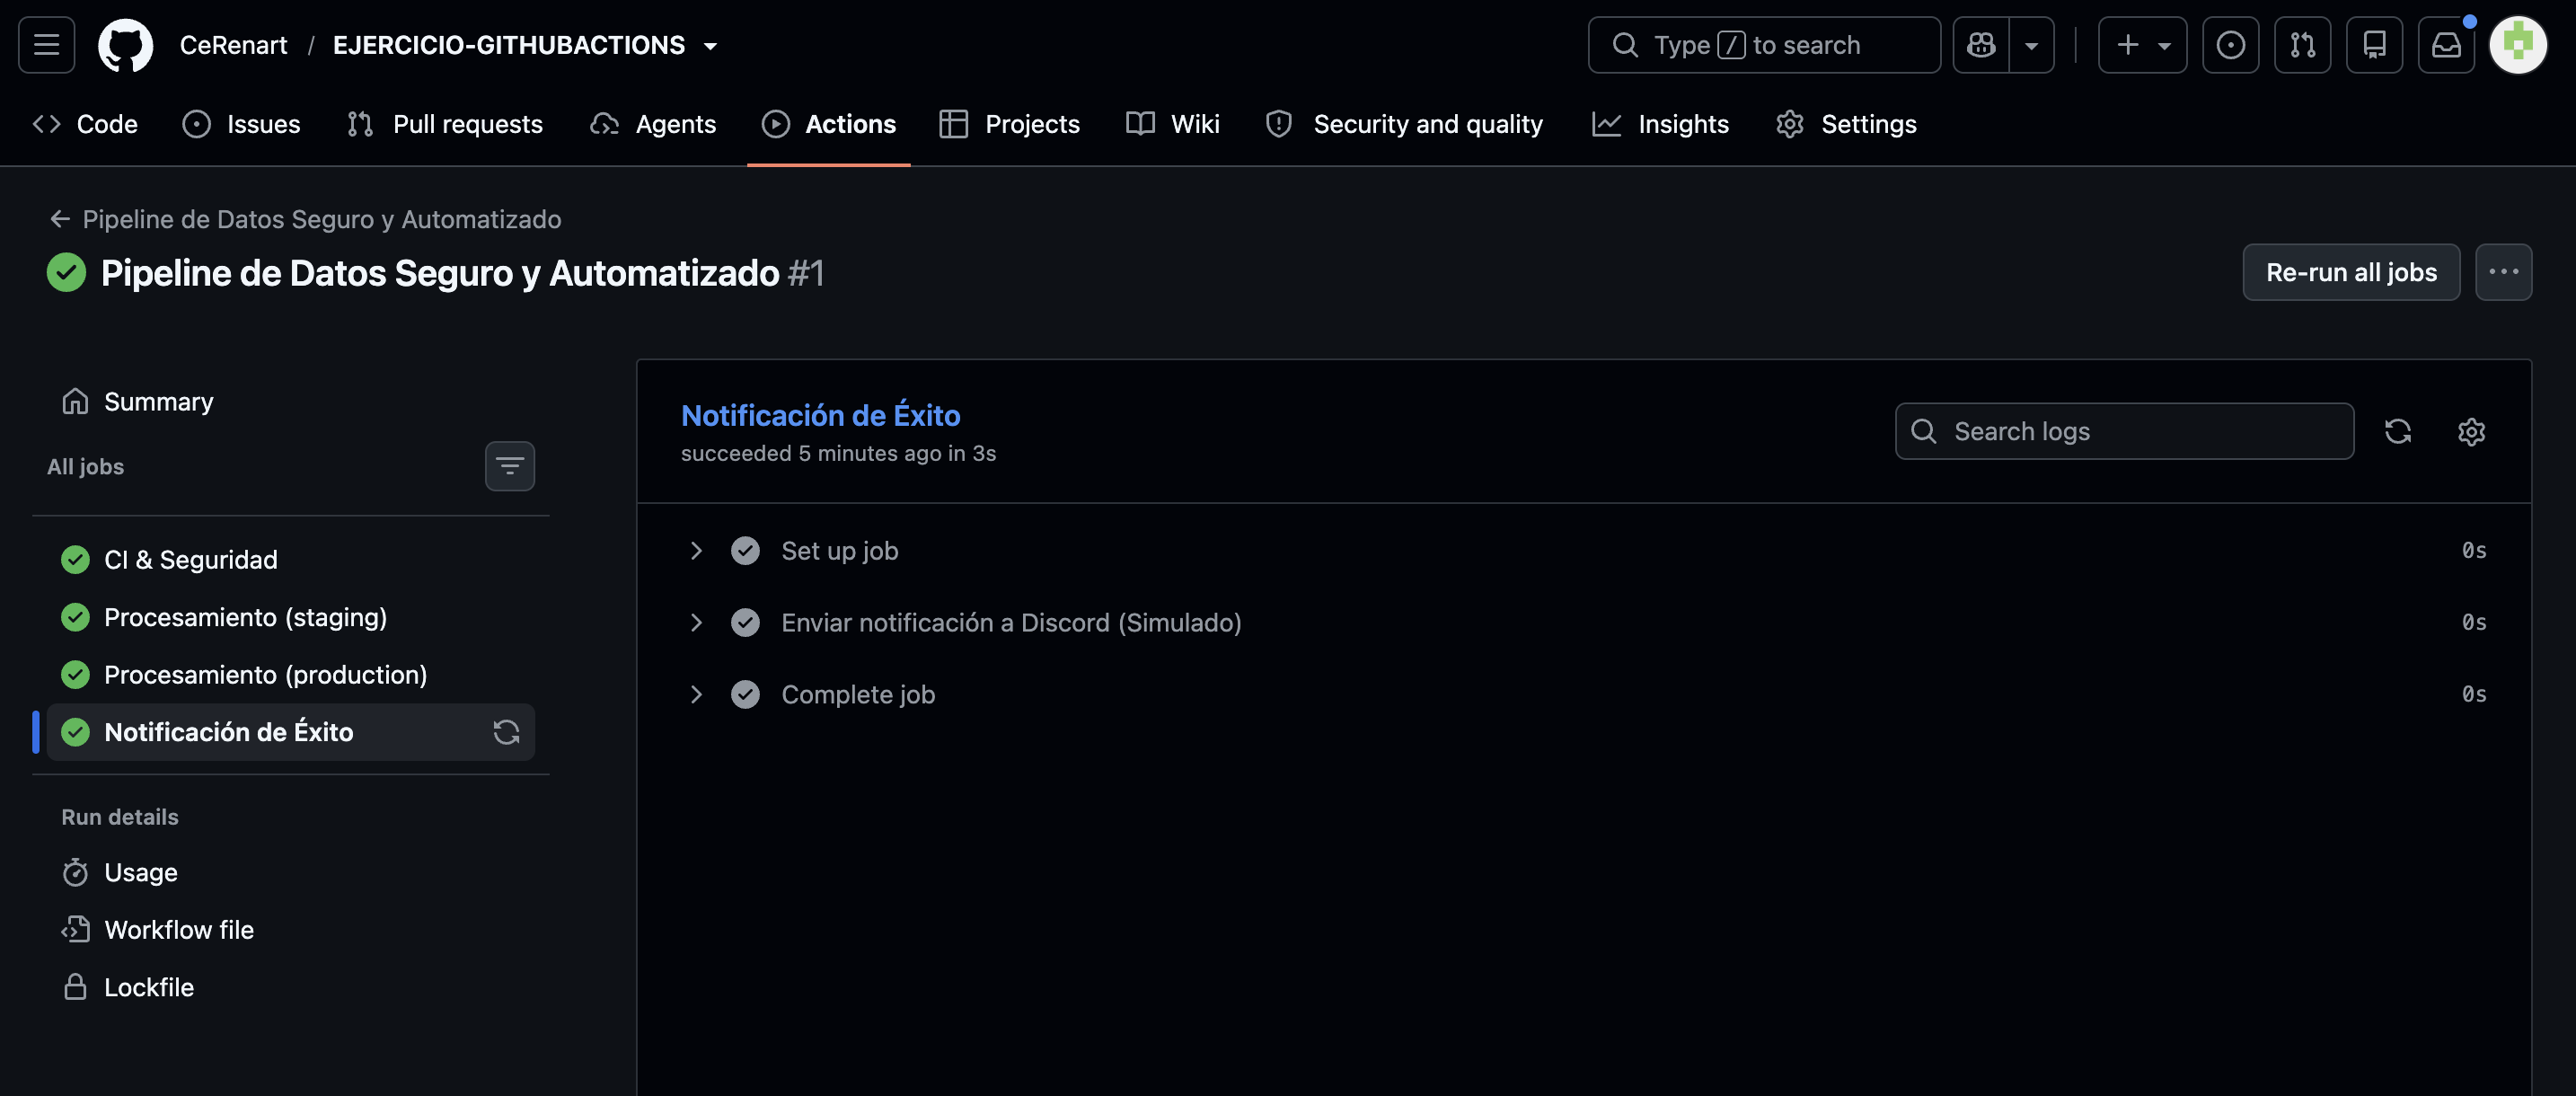 CeRenart / EJERCICIO-GITHUBACTIONS
Type / to search
Code
Issues
Pull requests
Agents
Actions
Projects
Wiki
Security and quality
Insights
Settings
Pipeline de Datos Seguro y Automatizado
Pipeline de Datos Seguro y Automatizado #1
Re-run all jobs
Summary
All jobs
CI & Seguridad
Procesamiento (staging)
Procesamiento (production)
Notificación de Éxito
Run details
Usage
Workflow file
Lockfile
Notificación de Éxito
succeeded 5 minutes ago in 3s
Search logs
Set up job 0s
Enviar notificación a Discord (Simulado) 0s
Complete job 0s